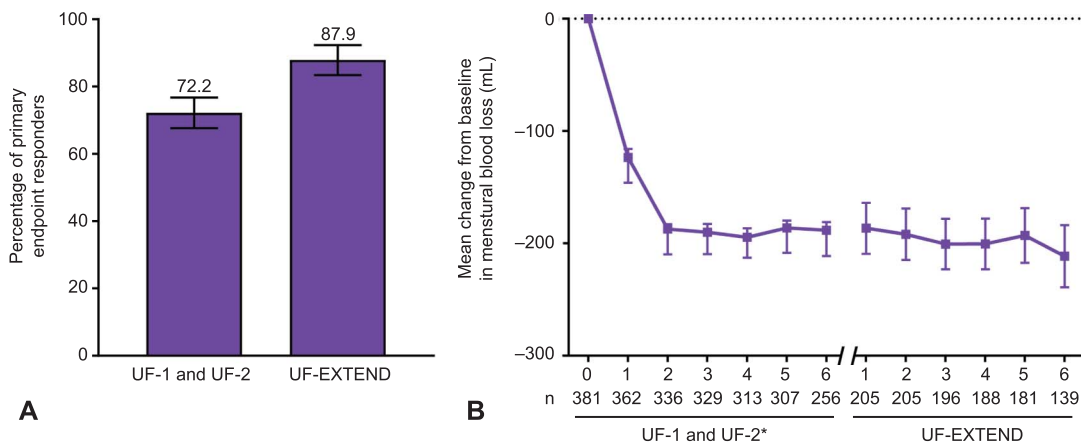 100
80
60
40
20
0
Percentage of primary
endpoint responders
72.2
87.9
UF-1 and UF-2
UF-EXTEND
A
0
–100
–200
–300
Mean change from baseline
in menstural blood loss (mL)
0 1 2 3 4 5 6 1 2 3 4 5 6
n 381 362 336 329 313 307 256 205 205 196 188 181 139
UF-1 and UF-2*
UF-EXTEND
B